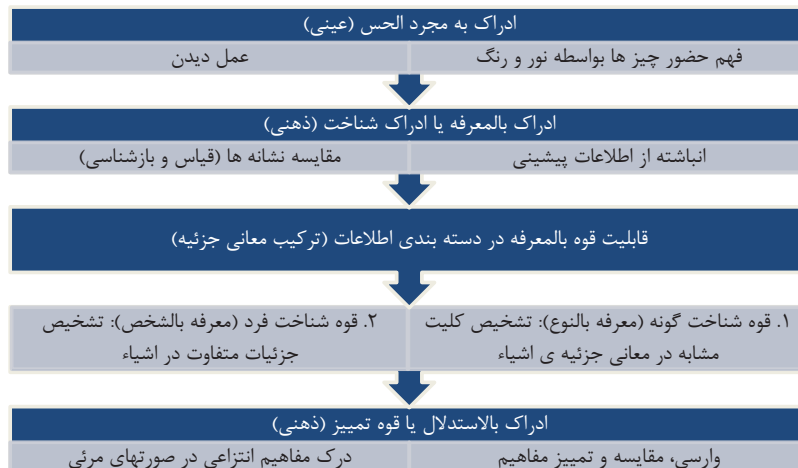 ادراک به مجرد الحس (عینی)
فهم حضور چیز ها بواسطه نور و رنگ
عمل دیدن
ادراک بالمعرفه یا ادراک شناخت (ذهنی)
انباشته از اطلاعات پیشینی
مقایسه نشانه ها (قیاس و بازشناسی)
قابلیت قوه بالمعرفه در دسته بندی اطلاعات (ترکیب معانی جزئیه)
۱. قوه شناخت گونه (معرفه بالنوع): تشخیص کلیت
مشابه در معانی جزئیه ی اشیاء
۲. قوه شناخت فرد (معرفه بالشخص): تشخیص
جزئیات متفاوت در اشیاء
ادراک بالاستدلال یا قوه تمییز (ذهنی)
وارسی، مقایسه و تمییز مفاهیم
درک مفاهیم انتزاعی در صورتهای مرئی